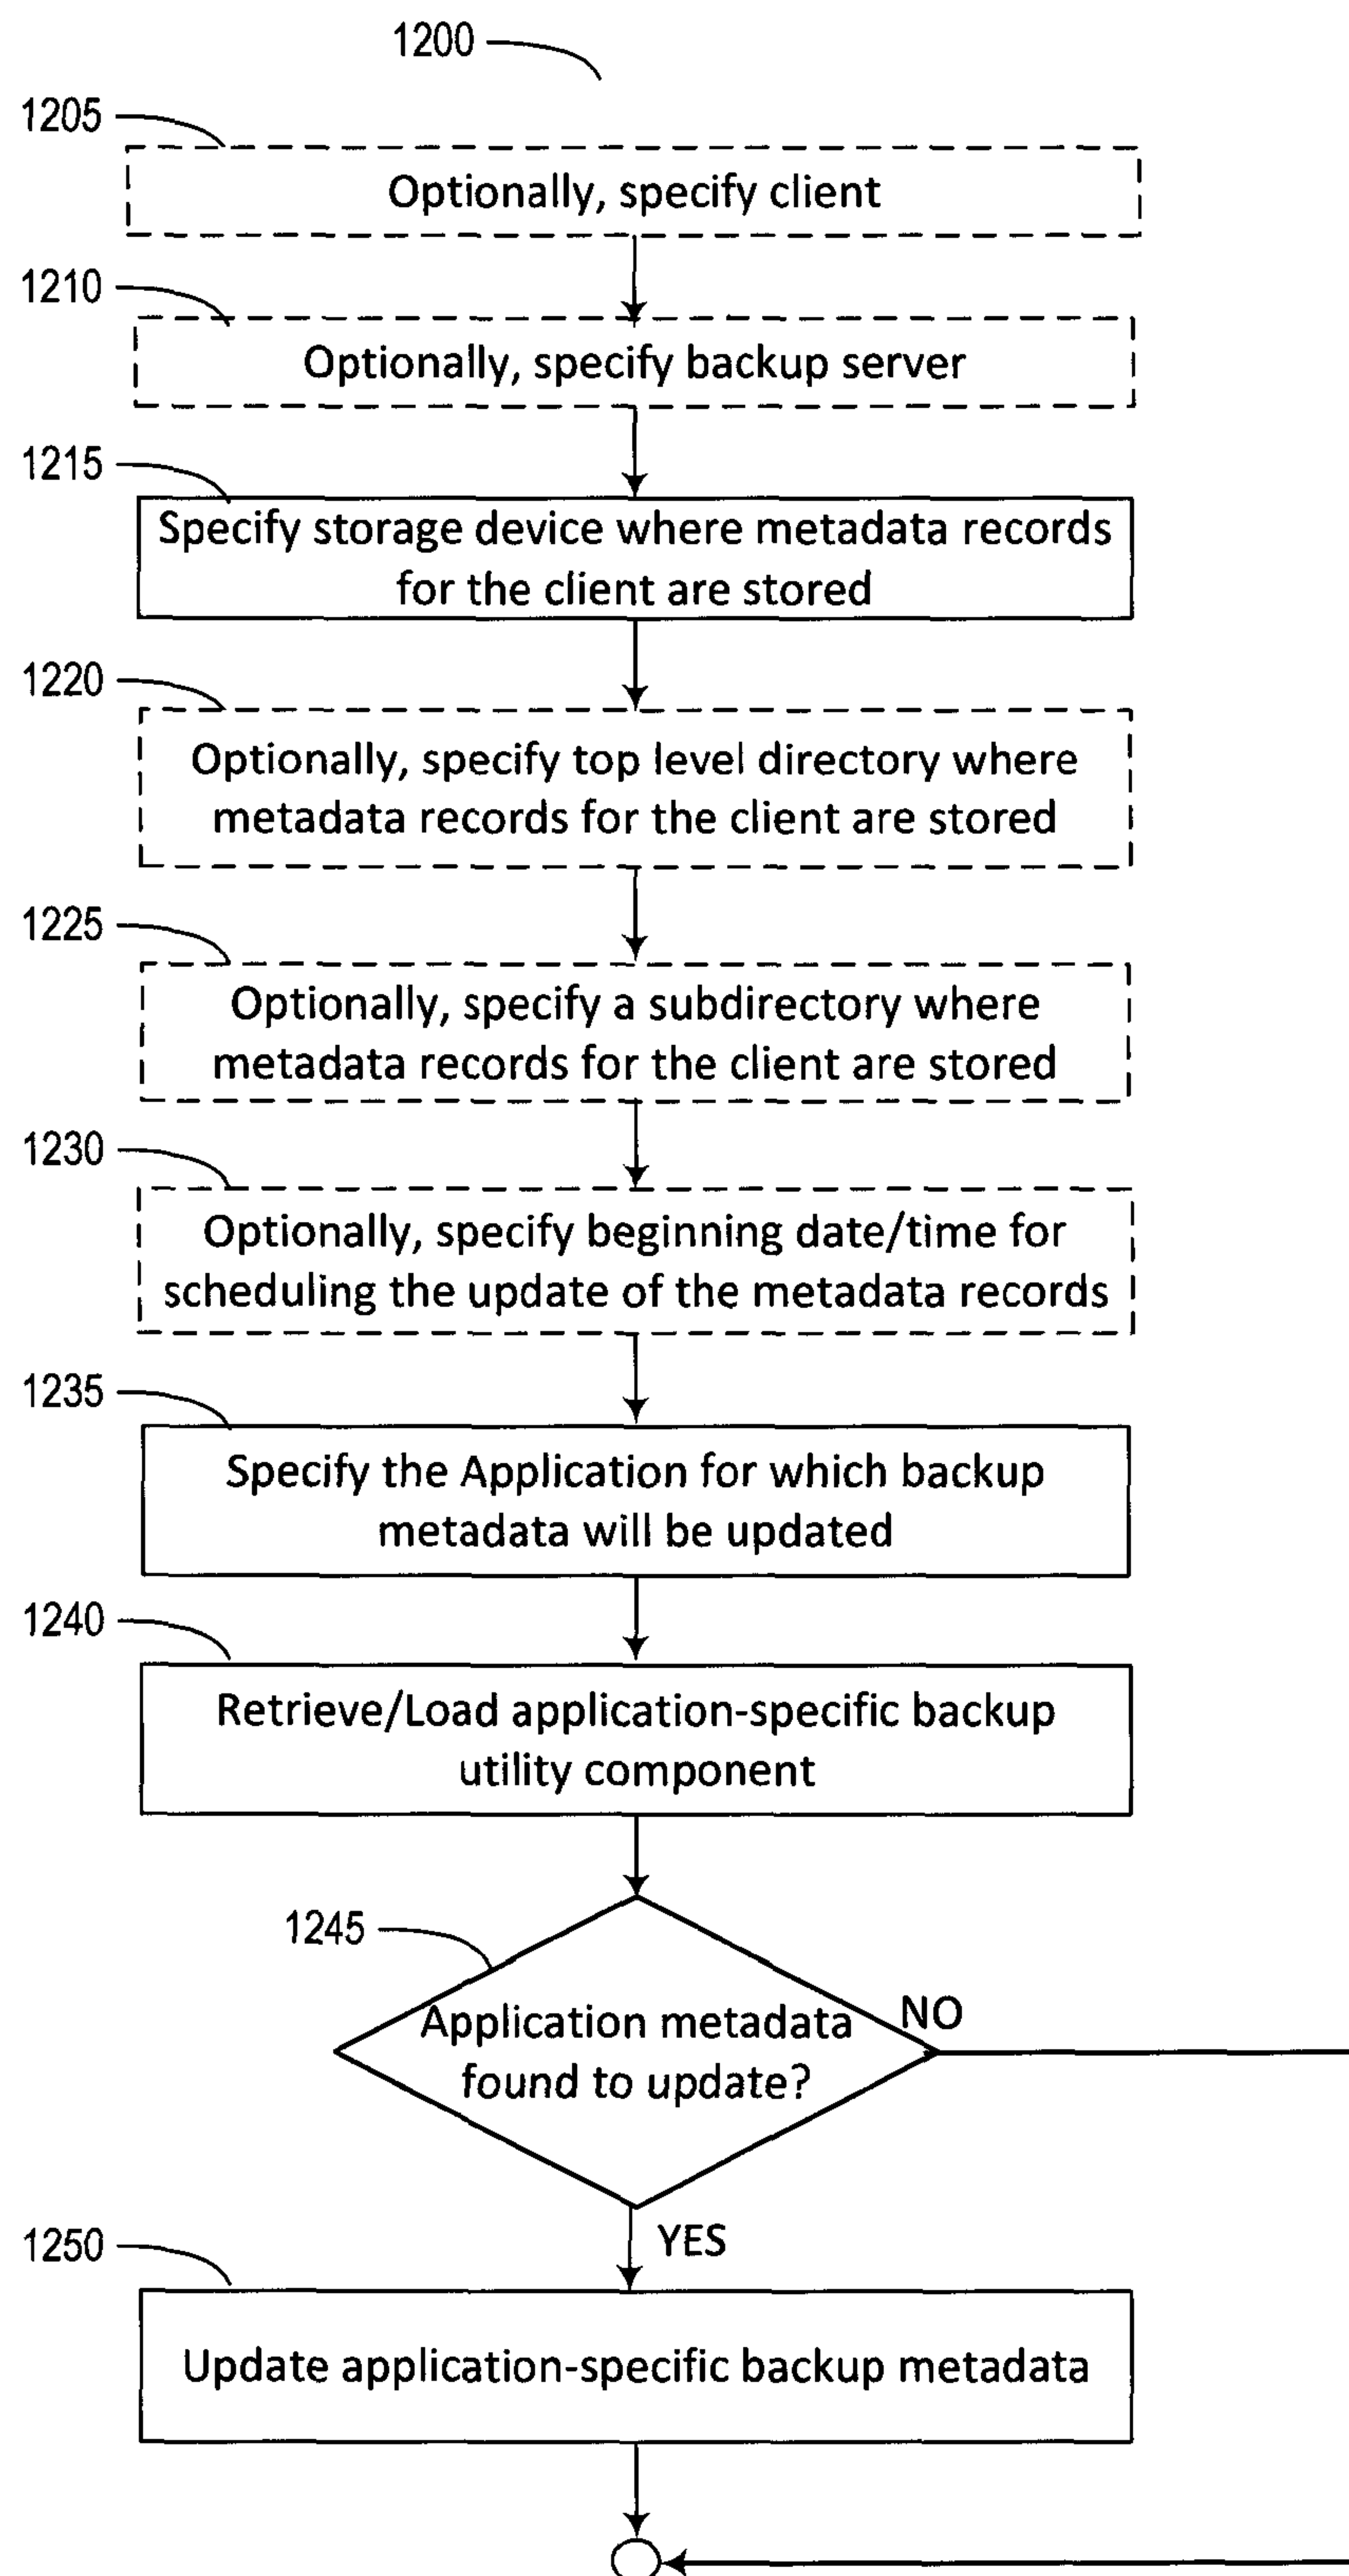 1200
1205
Optionally, specify client
1210
Optionally, specify backup server
1215
Specify storage device where metadata records
for the client are stored
1220
Optionally, specify top level directory where
metadata records for the client are stored
1225
Optionally, specify a subdirectory where
metadata records for the client are stored
1230
Optionally, specify beginning date/time for
scheduling the update of the metadata records
1235
Specify the Application for which backup
metadata will be updated
1240
Retrieve/Load application-specific backup
utility component
1245
Application metadata
found to update?
NO
YES
1250
Update application-specific backup metadata